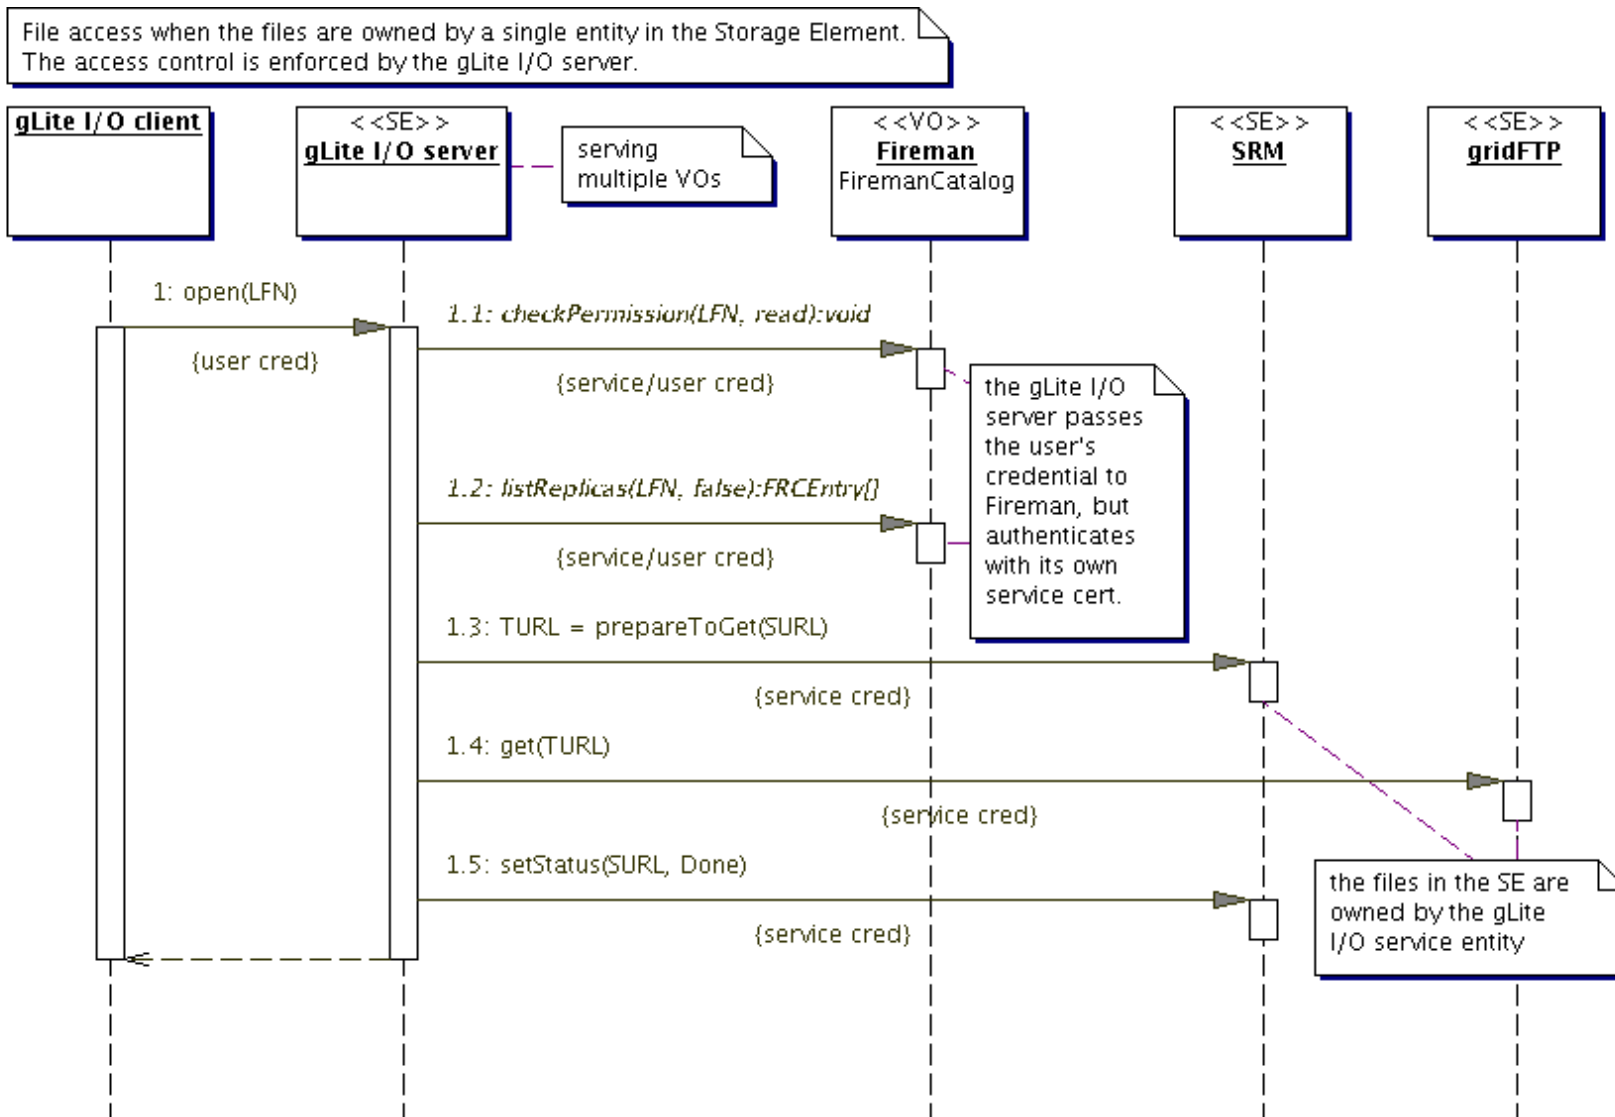 File access when the files are owned by a single entity in the Storage Element.
The access control is enforced by the gLite I/O server.
gLite I/O client
<<SE>>
gLite I/O server
serving
multiple VOs
<<VO>>
Fireman
FiremanCatalog
<<SE>>
SRM
<<SE>>
gridFTP
1: open(LFN)
{user cred}
1.1: checkPermission(LFN, read):void
{service/user cred}
the gLite I/O
server passes
the user's
credential to
Fireman, but
authenticates
with its own
service cert.
1.2: listReplicas(LFN, false):FRCEntry[]
{service/user cred}
1.3: TURL = prepareToGet(SURL)
{service cred}
1.4: get(TURL)
{service cred}
1.5: setStatus(SURL, Done)
{service cred}
the files in the SE are
owned by the gLite
I/O service entity